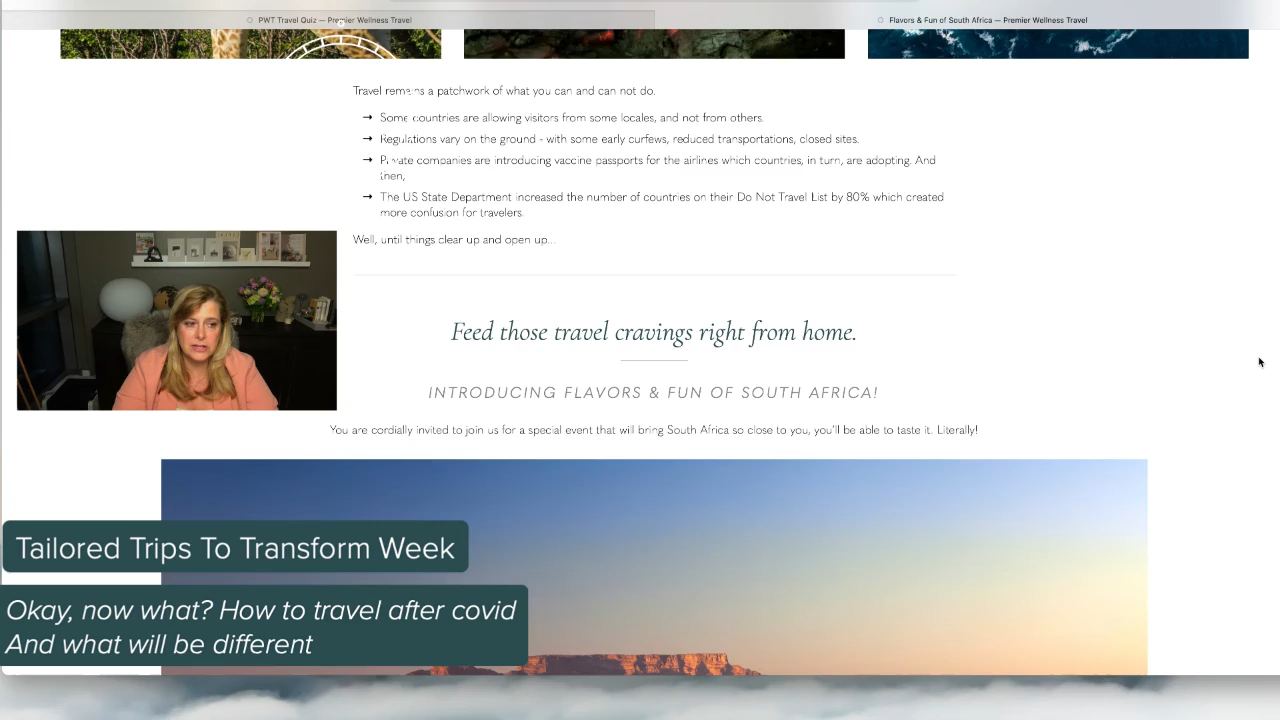 PWT Travel Quiz — Premier Wellness Travel
Flavors & Fun of South Africa — Premier Wellness Travel
Travel remains a patchwork of what you can and can not do.
→ Some countries are allowing visitors from some locales, and not from others.
→ Regulations vary on the ground - with some early curfews, reduced transportations, closed sites.
→ Private companies are introducing vaccine passports for the airlines which countries, in turn, are adopting. And
then,
→ The US State Department increased the number of countries on their Do Not Travel List by 80% which created
more confusion for travelers.
Well, until things clear up and open up...
Feed those travel cravings right from home.
INTRODUCING FLAVORS & FUN OF SOUTH AFRICA!
You are cordially invited to join us for a special event that will bring South Africa so close to you, you'll be able to taste it. Literally!
Tailored Trips To Transform Week
Okay, now what? How to travel after covid
And what will be different